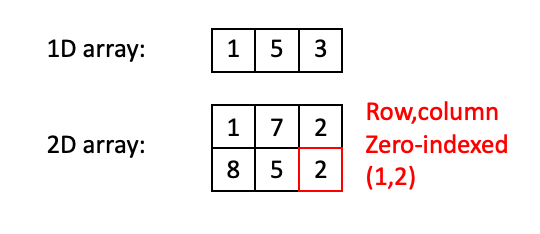 1D array:
1 5 3
2D array:
1 7 2
8 5 2
Row,column
Zero-indexed
(1,2)